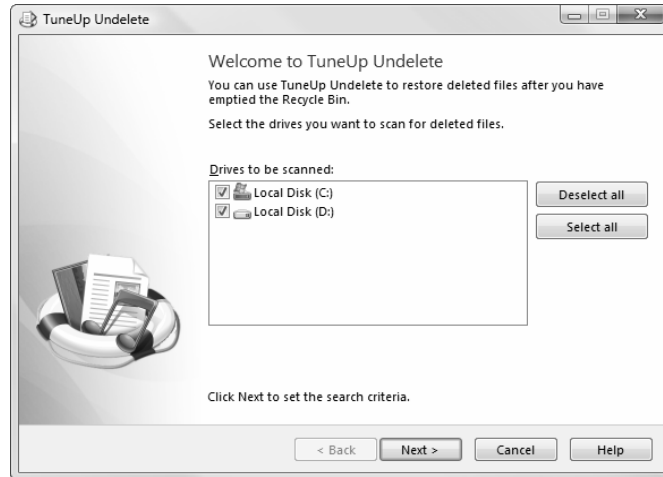 TuneUp Undelete
Welcome to TuneUp Undelete
You can use TuneUp Undelete to restore deleted files after you have
emptied the Recycle Bin.
Select the drives you want to scan for deleted files.
Drives to be scanned:
Local Disk (C:)
Local Disk (D:)
Deselect all
Select all
Click Next to set the search criteria.
< Back
Next >
Cancel
Help